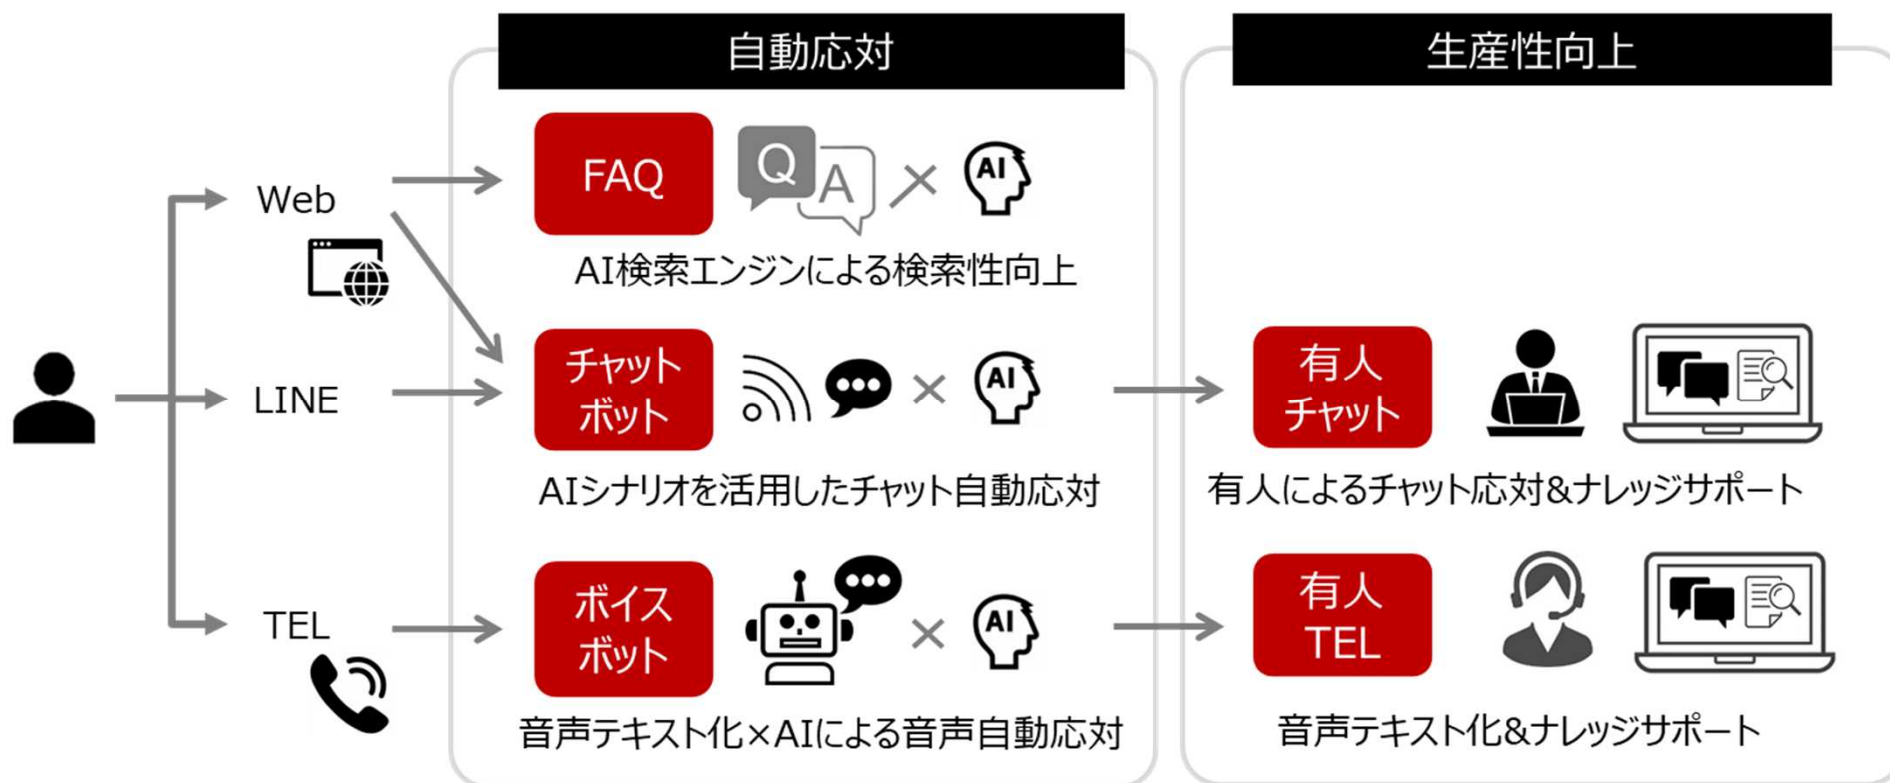 自動応対
生産性向上
Web
FAQ
Q
A
AI
AI検索エンジンによる検索性向上
LINE
チャット
ボット
AI
有人
チャット
AIシナリオを活用したチャット自動応対
有人によるチャット応対&ナレッジサポート
TEL
ボイス
ボット
AI
有人
TEL
音声テキスト化×AIによる音声自動応対
音声テキスト化&ナレッジサポート